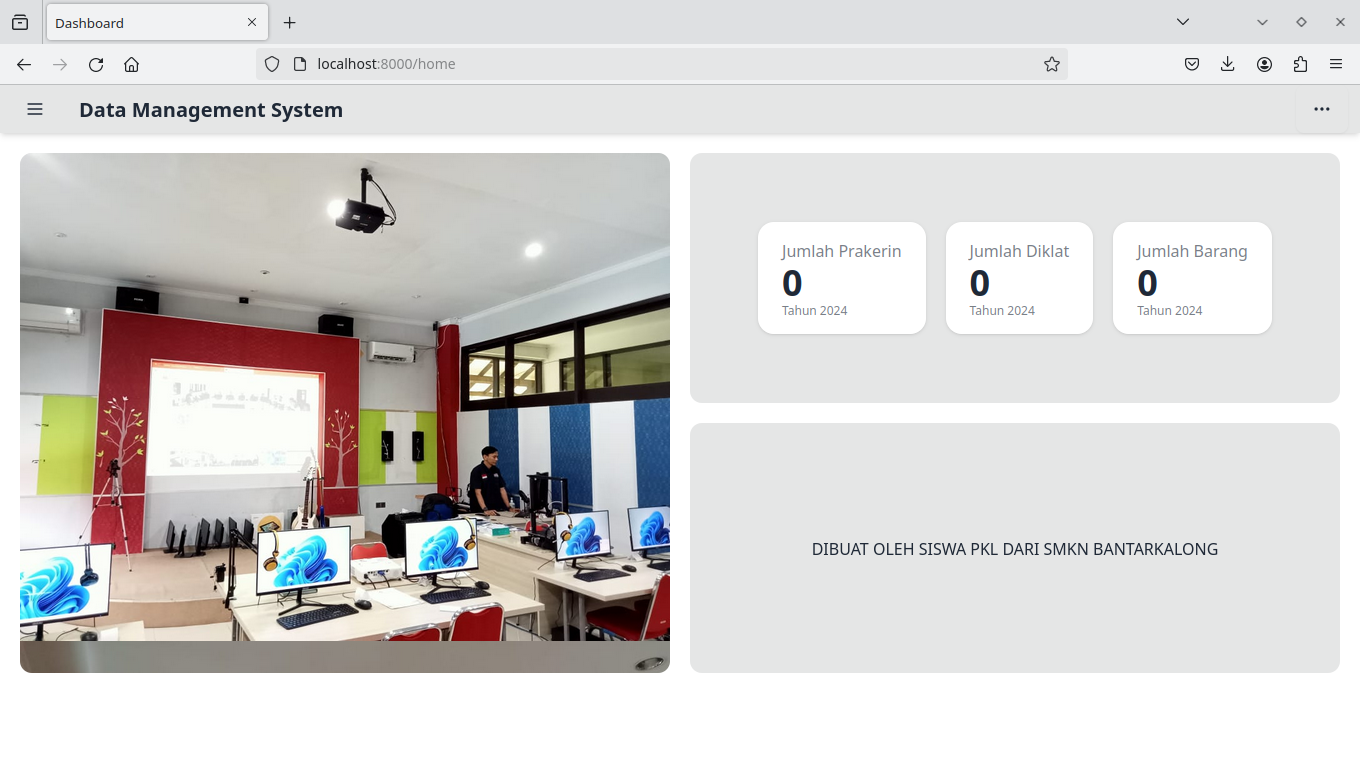 Dashboard
localhost:8000/home
Data Management System
Jumlah Prakerin
0
Tahun 2024
Jumlah Diklat
0
Tahun 2024
Jumlah Barang
0
Tahun 2024
DIBUAT OLEH SISWA PKL DARI SMKN BANTARKALONG